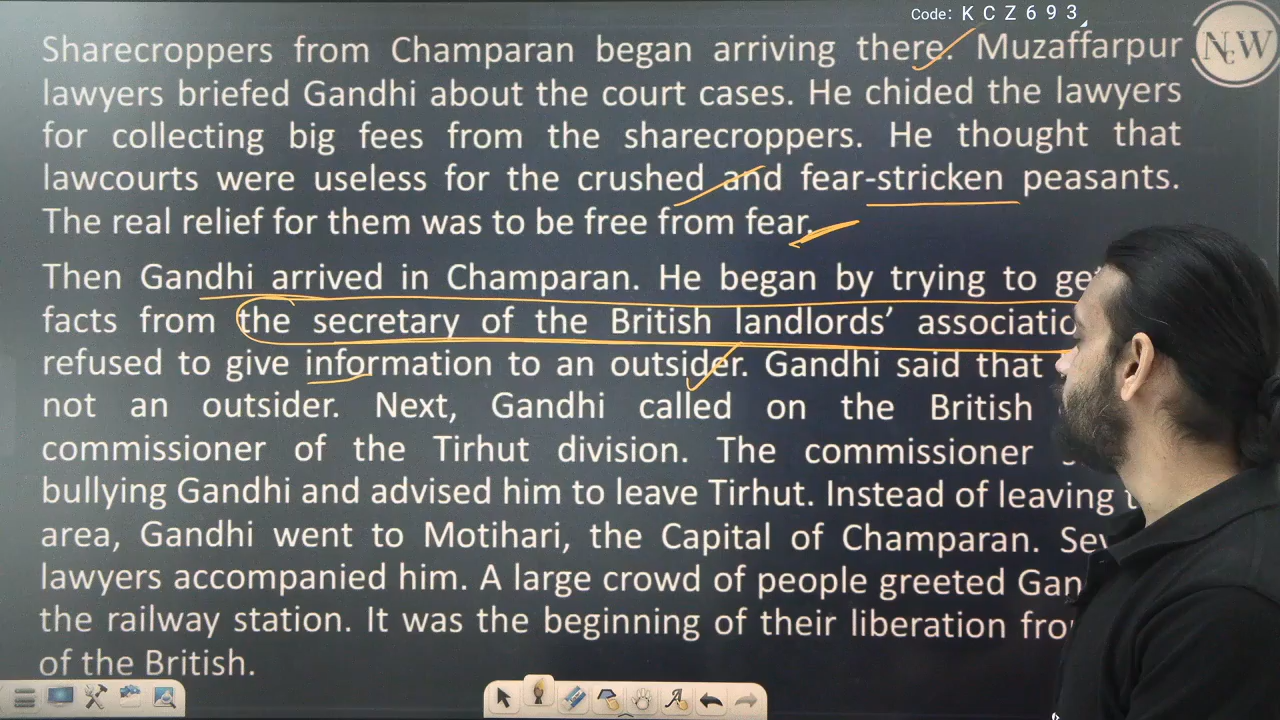 Code: K C Z 6 9 3
NCW
Sharecroppers from Champaran began arriving there. Muzaffarpur
lawyers briefed Gandhi about the court cases. He chided the lawyers
for collecting big fees from the sharecroppers. He thought that
lawcourts were useless for the crushed and fear-stricken peasants.
The real relief for them was to be free from fear.
Then Gandhi arrived in Champaran. He began by trying to
facts from the secretary of the British landlords’
refused to give information to an outsider. Gandhi said that
not an outsider. Next, Gandhi called on the British
commissioner of the Tirhut division. The commissioner
bullying Gandhi and advised him to leave Tirhut. Instead of leaving
area, Gandhi went to Motihari, the Capital of Champaran.
lawyers accompanied him. A large crowd of people greeted
the railway station. It was the beginning of their liberation
of the British.